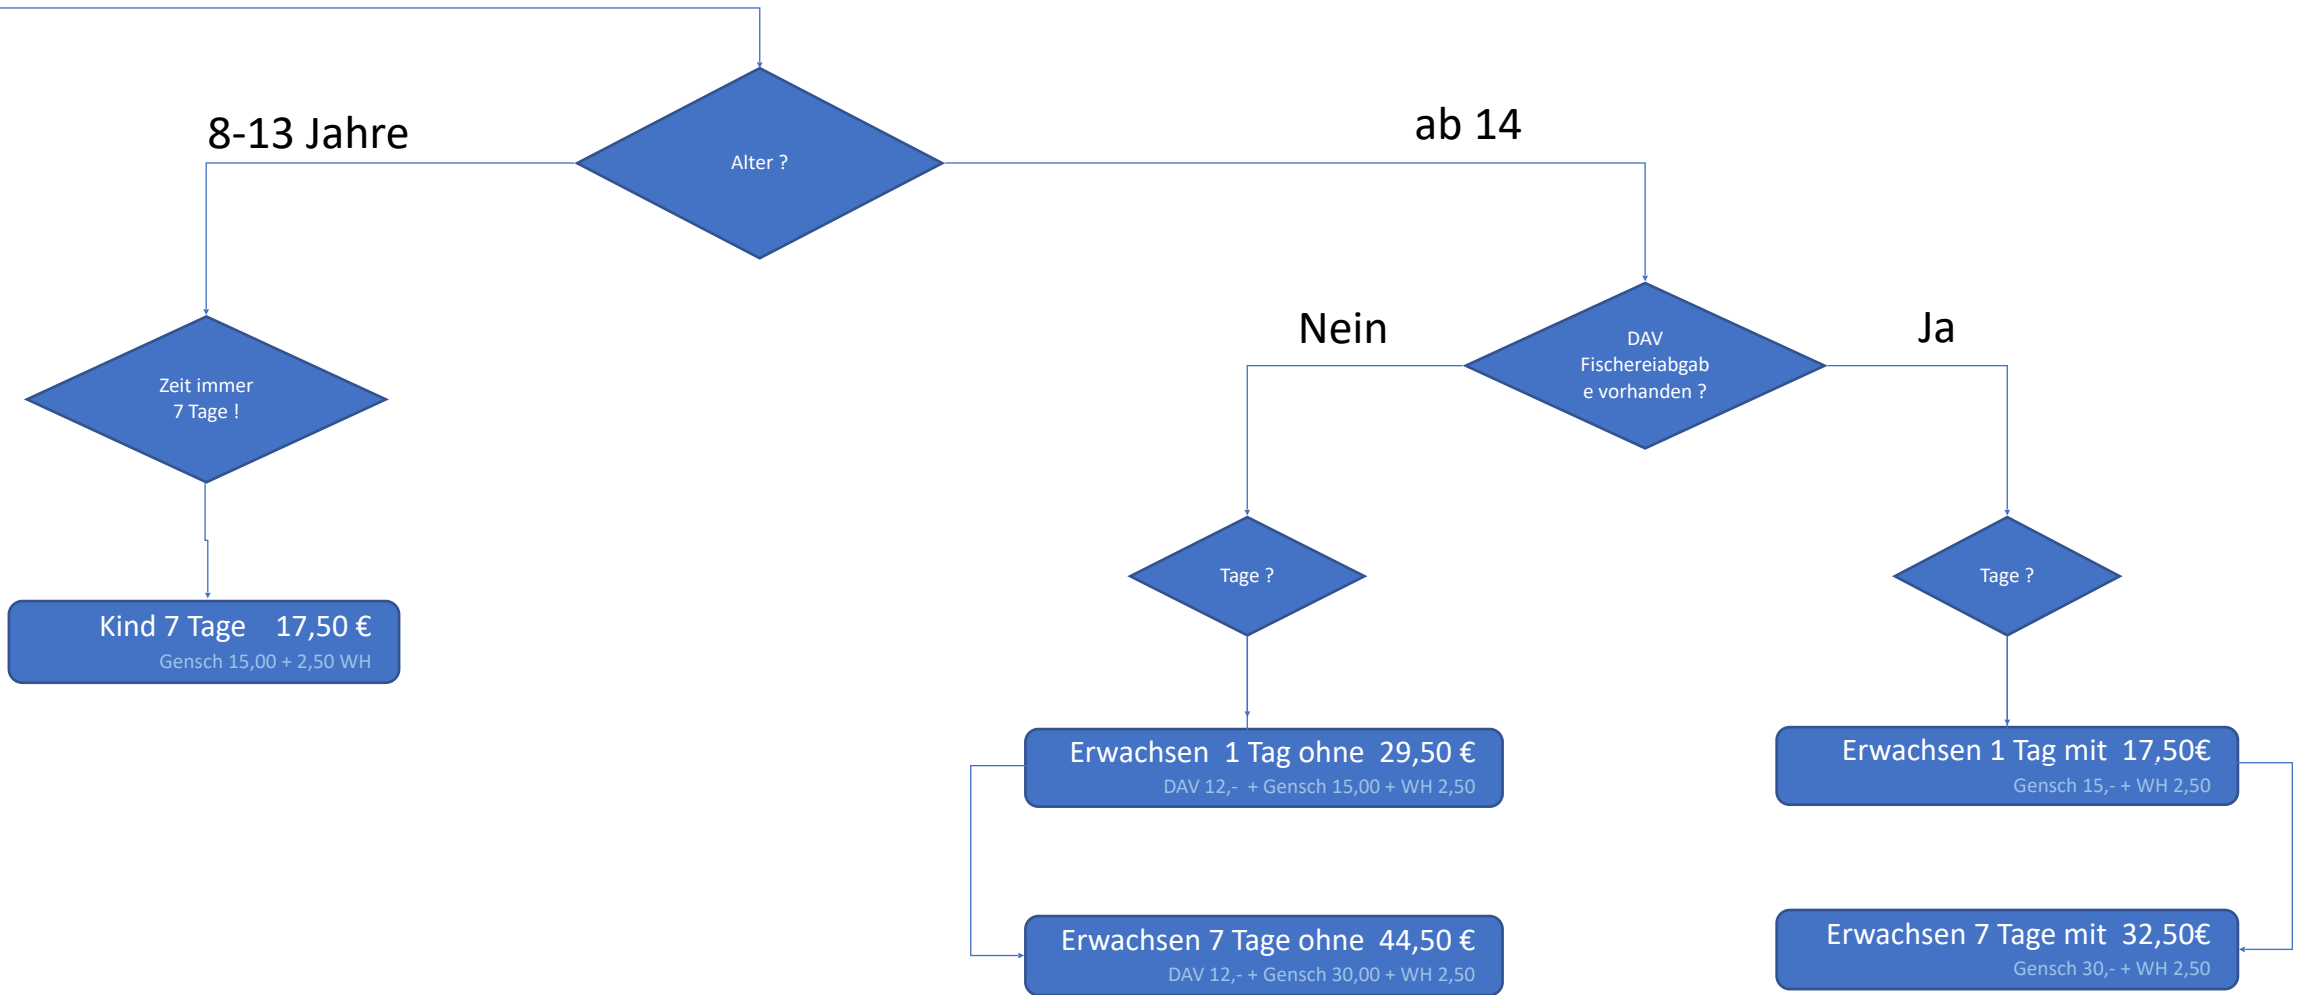 8-13 Jahre
ab 14
Alter ?
Nein
Ja
DAV
Fischereiabgab
e vorhanden ?
Zeit immer
7 Tage !
Tage ?
Tage ?
Kind 7 Tage 17,50 €
Gensch 15,00 + 2,50 WH
Erwachsen 1 Tag ohne 29,50 €
DAV 12,- + Gensch 15,00 + WH 2,50
Erwachsen 1 Tag mit 17,50€
Gensch 15,- + WH 2,50
Erwachsen 7 Tage ohne 44,50 €
DAV 12,- + Gensch 30,00 + WH 2,50
Erwachsen 7 Tage mit 32,50€
Gensch 30,- + WH 2,50